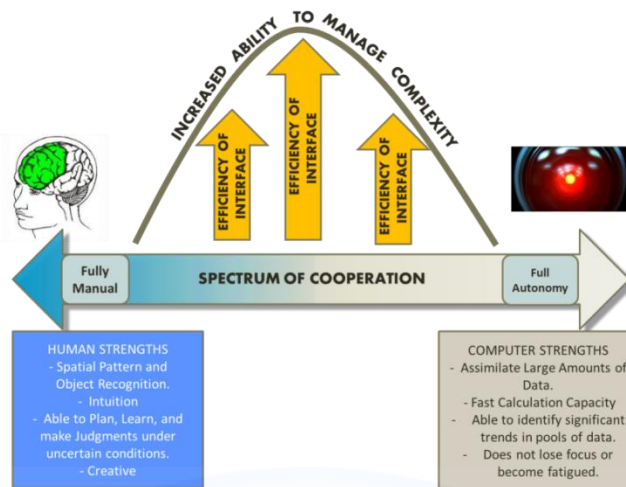 INCREASED ABILITY TO MANAGE COMPLEXITY
EFFICIENCY OF
INTERFACE
EFFICIENCY OF
INTERFACE
EFFICIENCY OF
INTERFACE
Fully
Manual
SPECTRUM OF COOPERATION
Full
Autonomy
HUMAN STRENGTHS
- Spatial Pattern and
Object Recognition.
- Intuition
- Able to Plan, Learn, and
make Judgments under
uncertain conditions.
- Creative
COMPUTER STRENGTHS
- Assimilate Large Amounts of
Data.
- Fast Calculation Capacity
- Able to identify significant
trends in pools of data.
- Does not lose focus or
become fatigued.